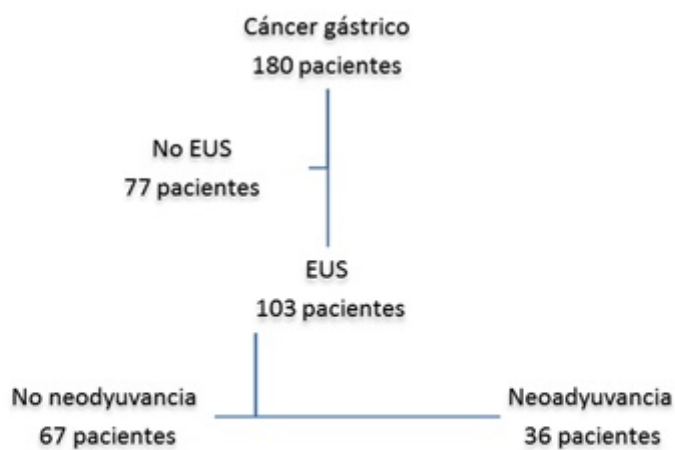 Cáncer gástrico
180 pacientes
No EUS
77 pacientes
EUS
103 pacientes
No neodyuvancia
67 pacientes
Neoadyuvancia
36 pacientes